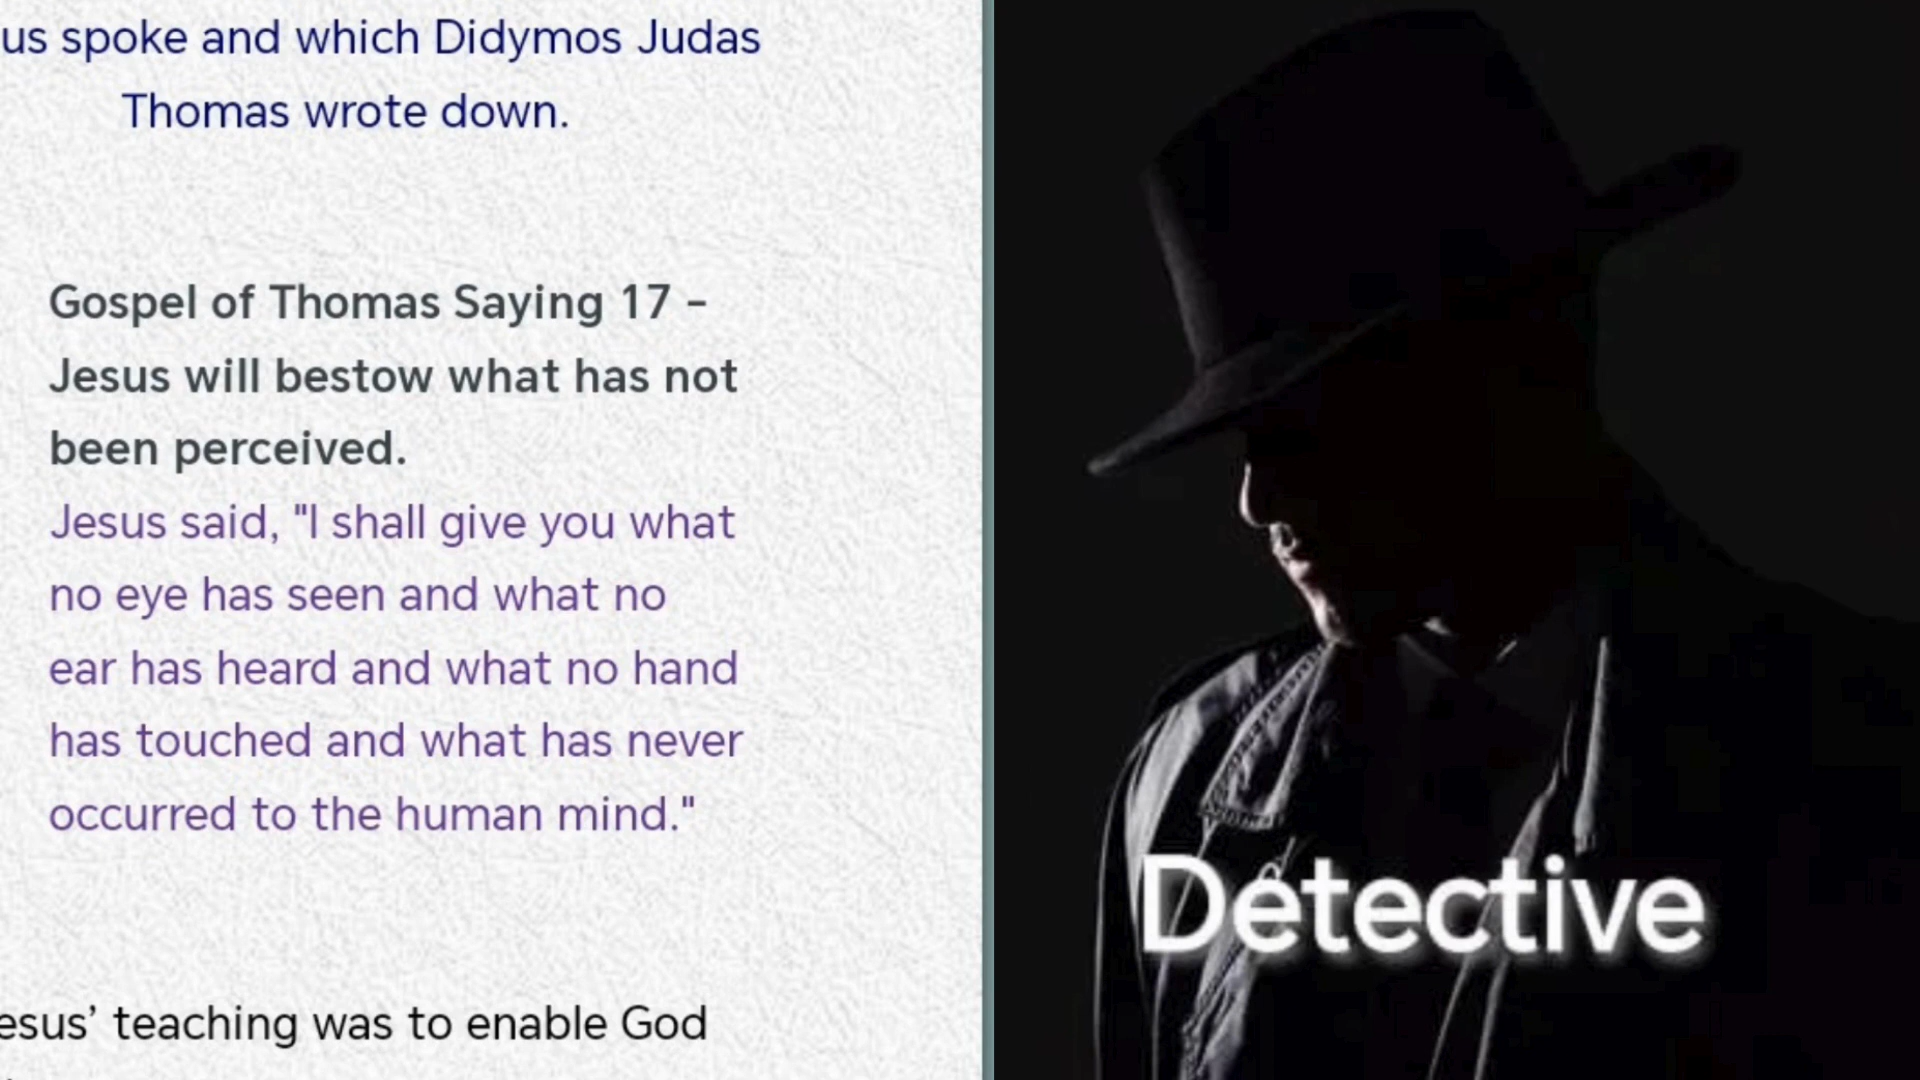 us spoke and which Didymos Judas
Thomas wrote down.
Gospel of Thomas Saying 17 –
Jesus will bestow what has not
been perceived.
Jesus said, "I shall give you what
no eye has seen and what no
ear has heard and what no hand
has touched and what has never
occurred to the human mind."
esus’ teaching was to enable God
Detective